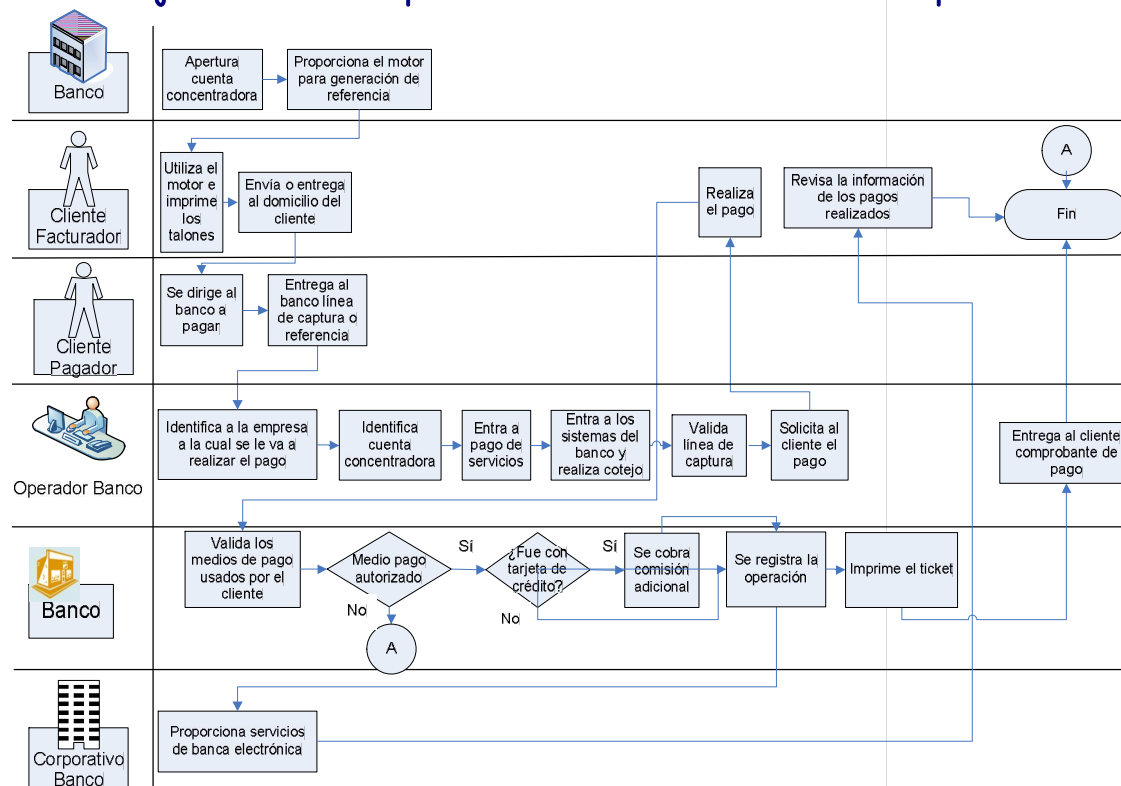 Banco
Apertura
cuenta
concentradora
Proporciona el motor
para generación de
referencia
Cliente
Facturador
Utiliza el
motor e
imprime
los
talones
Envía o entrega
al domicilio del
cliente
Realiza
el pago
Revisa la información
de los pagos
realizados
A
Fin
Cliente
Pagador
Se dirige al
banco a
pagar
Entrega al
banco línea
de captura o
referencia
Operador Banco
Identifica a la empresa
a la cual se le va a
realizar el pago
Identifica
cuenta
concentradora
Entra a
pago de
servicios
Entra a los
sistemas del
banco y
realiza cotejo
Valida
línea de
captura
Solicita al
cliente el
pago
Entrega al cliente
comprobante de
pago
Banco
Valida los
medios de pago
usados por el
cliente
Medio pago
autorizado
Sí
No
A
¿Fue con
tarjeta de
crédito?
Sí
No
Se cobra
comisión
adicional
Se registra la
operación
Imprime el ticket
Corporativo
Banco
Proporciona servicios
de banca electrónica